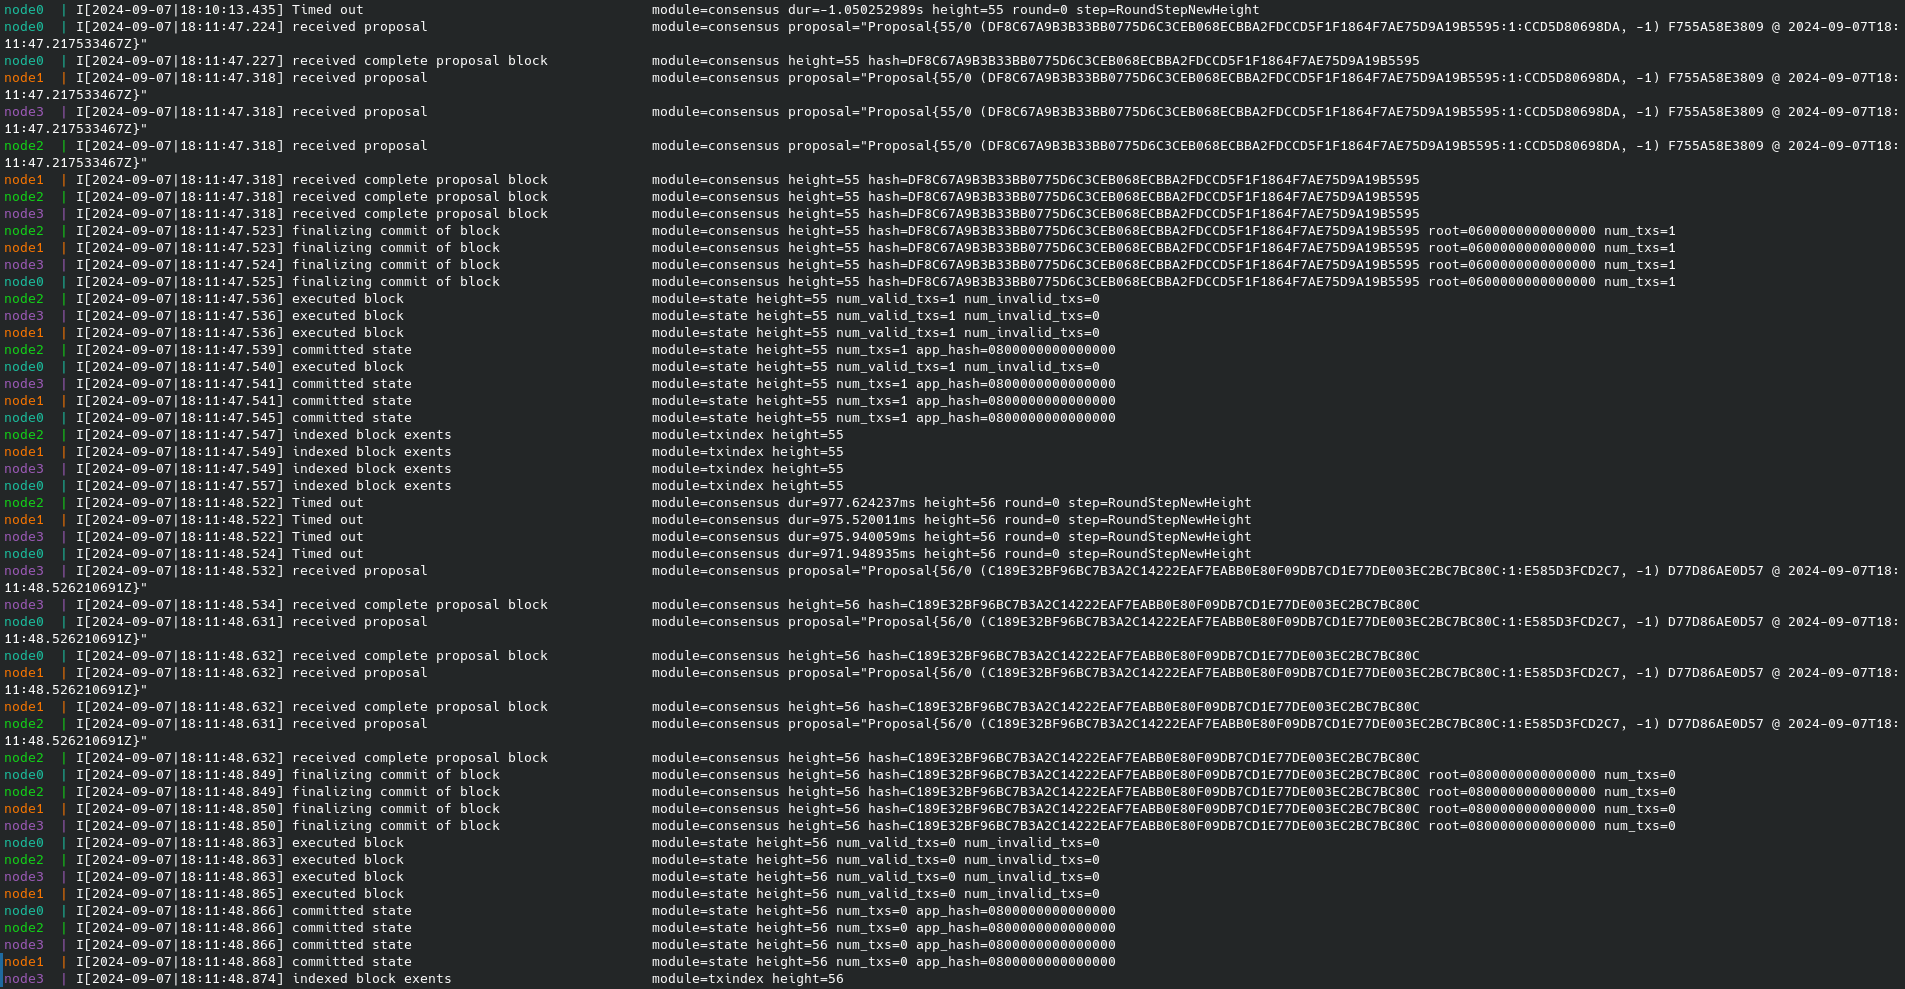 node0  | I[2024-09-07|18:10:13.435] Timed out                                    module=consensus dur=-1.050252989s height=55 round=0 step=RoundStepNewHeight
node0  | I[2024-09-07|18:11:47.224] received proposal                            module=consensus proposal="Proposal{55/0 (DF8C67A9B3B33BB0775D6C3CEB068ECBBA2FDCCD5F1F1864F7AE75D9A19B5595:1:CCD5D80698DA, -1) F755A58E3809 @ 2024-09-07T18:
11:47.217533467Z}"
node0  | I[2024-09-07|18:11:47.227] received complete proposal block             module=consensus height=55 hash=DF8C67A9B3B33BB0775D6C3CEB068ECBBA2FDCCD5F1F1864F7AE75D9A19B5595
node1  | I[2024-09-07|18:11:47.318] received proposal                            module=consensus proposal="Proposal{55/0 (DF8C67A9B3B33BB0775D6C3CEB068ECBBA2FDCCD5F1F1864F7AE75D9A19B5595:1:CCD5D80698DA, -1) F755A58E3809 @ 2024-09-07T18:
11:47.217533467Z}"
node3  | I[2024-09-07|18:11:47.318] received proposal                            module=consensus proposal="Proposal{55/0 (DF8C67A9B3B33BB0775D6C3CEB068ECBBA2FDCCD5F1F1864F7AE75D9A19B5595:1:CCD5D80698DA, -1) F755A58E3809 @ 2024-09-07T18:
11:47.217533467Z}"
node2  | I[2024-09-07|18:11:47.318] received proposal                            module=consensus proposal="Proposal{55/0 (DF8C67A9B3B33BB0775D6C3CEB068ECBBA2FDCCD5F1F1864F7AE75D9A19B5595:1:CCD5D80698DA, -1) F755A58E3809 @ 2024-09-07T18:
11:47.217533467Z}"
node1  | I[2024-09-07|18:11:47.318] received complete proposal block             module=consensus height=55 hash=DF8C67A9B3B33BB0775D6C3CEB068ECBBA2FDCCD5F1F1864F7AE75D9A19B5595
node2  | I[2024-09-07|18:11:47.318] received complete proposal block             module=consensus height=55 hash=DF8C67A9B3B33BB0775D6C3CEB068ECBBA2FDCCD5F1F1864F7AE75D9A19B5595
node3  | I[2024-09-07|18:11:47.318] received complete proposal block             module=consensus height=55 hash=DF8C67A9B3B33BB0775D6C3CEB068ECBBA2FDCCD5F1F1864F7AE75D9A19B5595
node2  | I[2024-09-07|18:11:47.523] finalizing commit of block                   module=consensus height=55 hash=DF8C67A9B3B33BB0775D6C3CEB068ECBBA2FDCCD5F1F1864F7AE75D9A19B5595 root=0600000000000000 num_txs=1
node1  | I[2024-09-07|18:11:47.523] finalizing commit of block                   module=consensus height=55 hash=DF8C67A9B3B33BB0775D6C3CEB068ECBBA2FDCCD5F1F1864F7AE75D9A19B5595 root=0600000000000000 num_txs=1
node3  | I[2024-09-07|18:11:47.524] finalizing commit of block                   module=consensus height=55 hash=DF8C67A9B3B33BB0775D6C3CEB068ECBBA2FDCCD5F1F1864F7AE75D9A19B5595 root=0600000000000000 num_txs=1
node0  | I[2024-09-07|18:11:47.525] finalizing commit of block                   module=consensus height=55 hash=DF8C67A9B3B33BB0775D6C3CEB068ECBBA2FDCCD5F1F1864F7AE75D9A19B5595 root=0600000000000000 num_txs=1
node2  | I[2024-09-07|18:11:47.536] executed block                               module=state height=55 num_valid_txs=1 num_invalid_txs=0
node3  | I[2024-09-07|18:11:47.536] executed block                               module=state height=55 num_valid_txs=1 num_invalid_txs=0
node1  | I[2024-09-07|18:11:47.536] executed block                               module=state height=55 num_valid_txs=1 num_invalid_txs=0
node2  | I[2024-09-07|18:11:47.539] committed state                              module=state height=55 num_txs=1 app_hash=0800000000000000
node0  | I[2024-09-07|18:11:47.540] executed block                               module=state height=55 num_valid_txs=1 num_invalid_txs=0
node3  | I[2024-09-07|18:11:47.541] committed state                              module=state height=55 num_txs=1 app_hash=0800000000000000
node1  | I[2024-09-07|18:11:47.541] committed state                              module=state height=55 num_txs=1 app_hash=0800000000000000
node0  | I[2024-09-07|18:11:47.545] committed state                              module=state height=55 num_txs=1 app_hash=0800000000000000
node2  | I[2024-09-07|18:11:47.547] indexed block exents                         module=txindex height=55
node1  | I[2024-09-07|18:11:47.549] indexed block exents                         module=txindex height=55
node3  | I[2024-09-07|18:11:47.549] indexed block exents                         module=txindex height=55
node0  | I[2024-09-07|18:11:47.557] indexed block exents                         module=txindex height=55
node2  | I[2024-09-07|18:11:48.522] Timed out                                    module=consensus dur=977.624237ms height=56 round=0 step=RoundStepNewHeight
node1  | I[2024-09-07|18:11:48.522] Timed out                                    module=consensus dur=975.520011ms height=56 round=0 step=RoundStepNewHeight
node3  | I[2024-09-07|18:11:48.522] Timed out                                    module=consensus dur=975.940059ms height=56 round=0 step=RoundStepNewHeight
node0  | I[2024-09-07|18:11:48.524] Timed out                                    module=consensus dur=971.948935ms height=56 round=0 step=RoundStepNewHeight
node3  | I[2024-09-07|18:11:48.532] received proposal                            module=consensus proposal="Proposal{56/0 (C189E32BF96BC7B3A2C14222EAF7EABB0E80F09DB7CD1E77DE003EC2BC7BC80C:1:E585D3FCD2C7, -1) D77D86AE0D57 @ 2024-09-07T18:
11:48.526210691Z}"
node3  | I[2024-09-07|18:11:48.534] received complete proposal block             module=consensus height=56 hash=C189E32BF96BC7B3A2C14222EAF7EABB0E80F09DB7CD1E77DE003EC2BC7BC80C
node0  | I[2024-09-07|18:11:48.631] received proposal                            module=consensus proposal="Proposal{56/0 (C189E32BF96BC7B3A2C14222EAF7EABB0E80F09DB7CD1E77DE003EC2BC7BC80C:1:E585D3FCD2C7, -1) D77D86AE0D57 @ 2024-09-07T18:
11:48.526210691Z}"
node0  | I[2024-09-07|18:11:48.632] received complete proposal block             module=consensus height=56 hash=C189E32BF96BC7B3A2C14222EAF7EABB0E80F09DB7CD1E77DE003EC2BC7BC80C
node1  | I[2024-09-07|18:11:48.632] received proposal                            module=consensus proposal="Proposal{56/0 (C189E32BF96BC7B3A2C14222EAF7EABB0E80F09DB7CD1E77DE003EC2BC7BC80C:1:E585D3FCD2C7, -1) D77D86AE0D57 @ 2024-09-07T18:
11:48.526210691Z}"
node1  | I[2024-09-07|18:11:48.632] received complete proposal block             module=consensus height=56 hash=C189E32BF96BC7B3A2C14222EAF7EABB0E80F09DB7CD1E77DE003EC2BC7BC80C
node2  | I[2024-09-07|18:11:48.631] received proposal                            module=consensus proposal="Proposal{56/0 (C189E32BF96BC7B3A2C14222EAF7EABB0E80F09DB7CD1E77DE003EC2BC7BC80C:1:E585D3FCD2C7, -1) D77D86AE0D57 @ 2024-09-07T18:
11:48.526210691Z}"
node2  | I[2024-09-07|18:11:48.632] received complete proposal block             module=consensus height=56 hash=C189E32BF96BC7B3A2C14222EAF7EABB0E80F09DB7CD1E77DE003EC2BC7BC80C
node0  | I[2024-09-07|18:11:48.849] finalizing commit of block                   module=consensus height=56 hash=C189E32BF96BC7B3A2C14222EAF7EABB0E80F09DB7CD1E77DE003EC2BC7BC80C root=0800000000000000 num_txs=0
node2  | I[2024-09-07|18:11:48.849] finalizing commit of block                   module=consensus height=56 hash=C189E32BF96BC7B3A2C14222EAF7EABB0E80F09DB7CD1E77DE003EC2BC7BC80C root=0800000000000000 num_txs=0
node1  | I[2024-09-07|18:11:48.850] finalizing commit of block                   module=consensus height=56 hash=C189E32BF96BC7B3A2C14222EAF7EABB0E80F09DB7CD1E77DE003EC2BC7BC80C root=0800000000000000 num_txs=0
node3  | I[2024-09-07|18:11:48.850] finalizing commit of block                   module=consensus height=56 hash=C189E32BF96BC7B3A2C14222EAF7EABB0E80F09DB7CD1E77DE003EC2BC7BC80C root=0800000000000000 num_txs=0
node0  | I[2024-09-07|18:11:48.863] executed block                               module=state height=56 num_valid_txs=0 num_invalid_txs=0
node2  | I[2024-09-07|18:11:48.863] executed block                               module=state height=56 num_valid_txs=0 num_invalid_txs=0
node3  | I[2024-09-07|18:11:48.863] executed block                               module=state height=56 num_valid_txs=0 num_invalid_txs=0
node1  | I[2024-09-07|18:11:48.865] executed block                               module=state height=56 num_valid_txs=0 num_invalid_txs=0
node0  | I[2024-09-07|18:11:48.866] committed state                              module=state height=56 num_txs=0 app_hash=0800000000000000
node2  | I[2024-09-07|18:11:48.866] committed state                              module=state height=56 num_txs=0 app_hash=0800000000000000
node3  | I[2024-09-07|18:11:48.866] committed state                              module=state height=56 num_txs=0 app_hash=0800000000000000
node1  | I[2024-09-07|18:11:48.868] committed state                              module=state height=56 num_txs=0 app_hash=0800000000000000
node3  | I[2024-09-07|18:11:48.874] indexed block exents                         module=txindex height=56